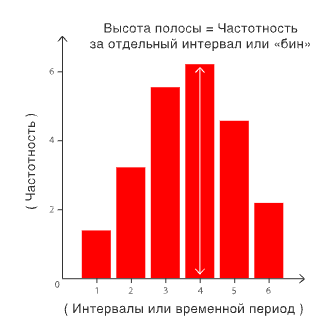 Высота полосы = Частотность
за отдельный интервал или «бин»
( Частотность )
6
4
2
0
1 2 3 4 5 6
( Интервалы или временной период )